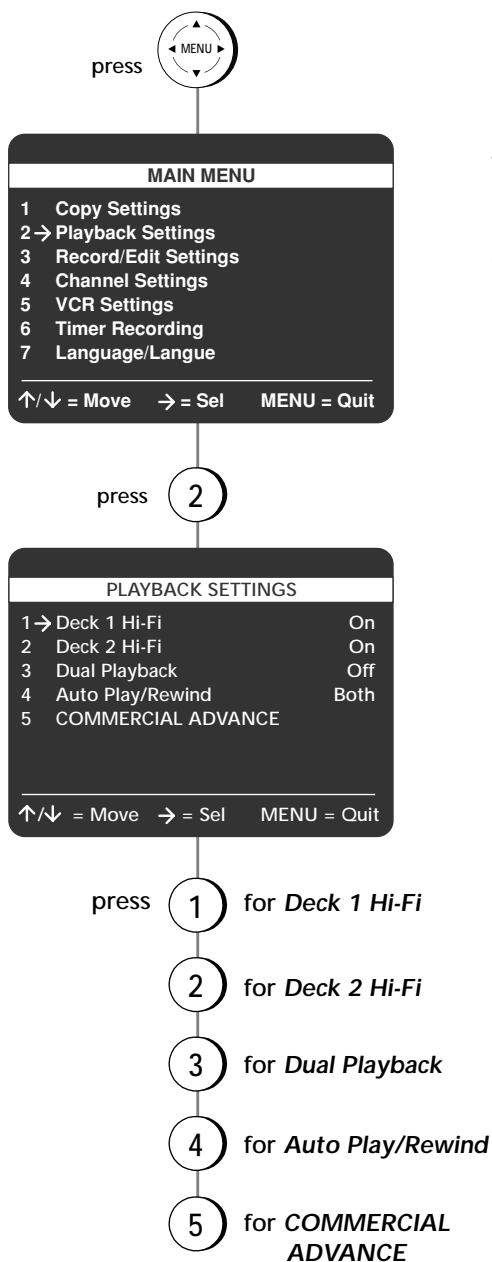 press MENU
MAIN MENU
1 Copy Settings
2→ Playback Settings
3 Record/Edit Settings
4 Channel Settings
5 VCR Settings
6 Timer Recording
7 Language/Langue
↑/↓ = Move → = Sel MENU = Quit
press 2
PLAYBACK SETTINGS
1→ Deck 1 Hi-Fi On
2 Deck 2 Hi-Fi On
3 Dual Playback Off
4 Auto Play/Rewind Both
5 COMMERCIAL ADVANCE
↑/↓ = Move → = Sel MENU = Quit
press 1 for Deck 1 Hi-Fi
2 for Deck 2 Hi-Fi
3 for Dual Playback
4 for Auto Play/Rewind
5 for COMMERCIAL
ADVANCE